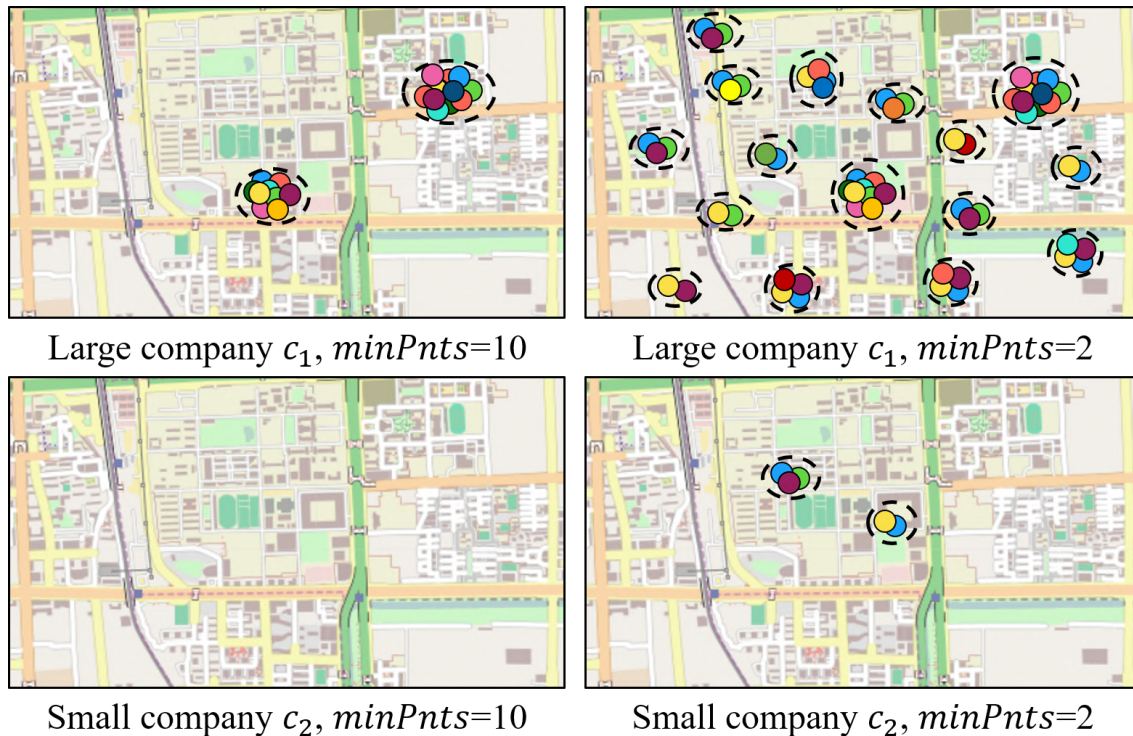 Large company c₁, minPnts=10
Large company c₁, minPnts=2
Small company c₂, minPnts=10
Small company c₂, minPnts=2